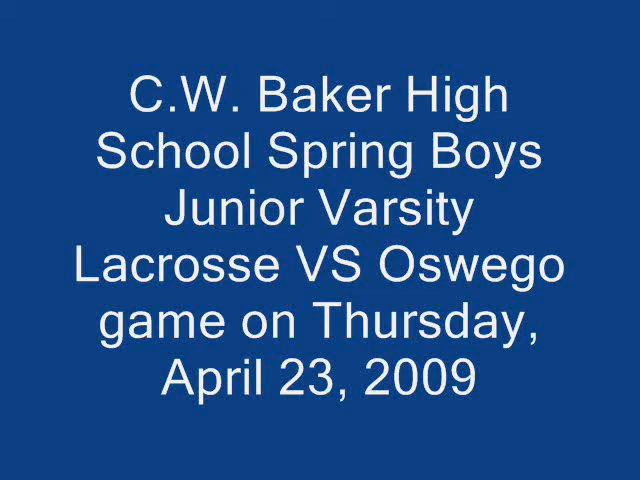 C.W. Baker High
School Spring Boys
Junior Varsity
Lacrosse VS Oswego
game on Thursday,
April 23, 2009